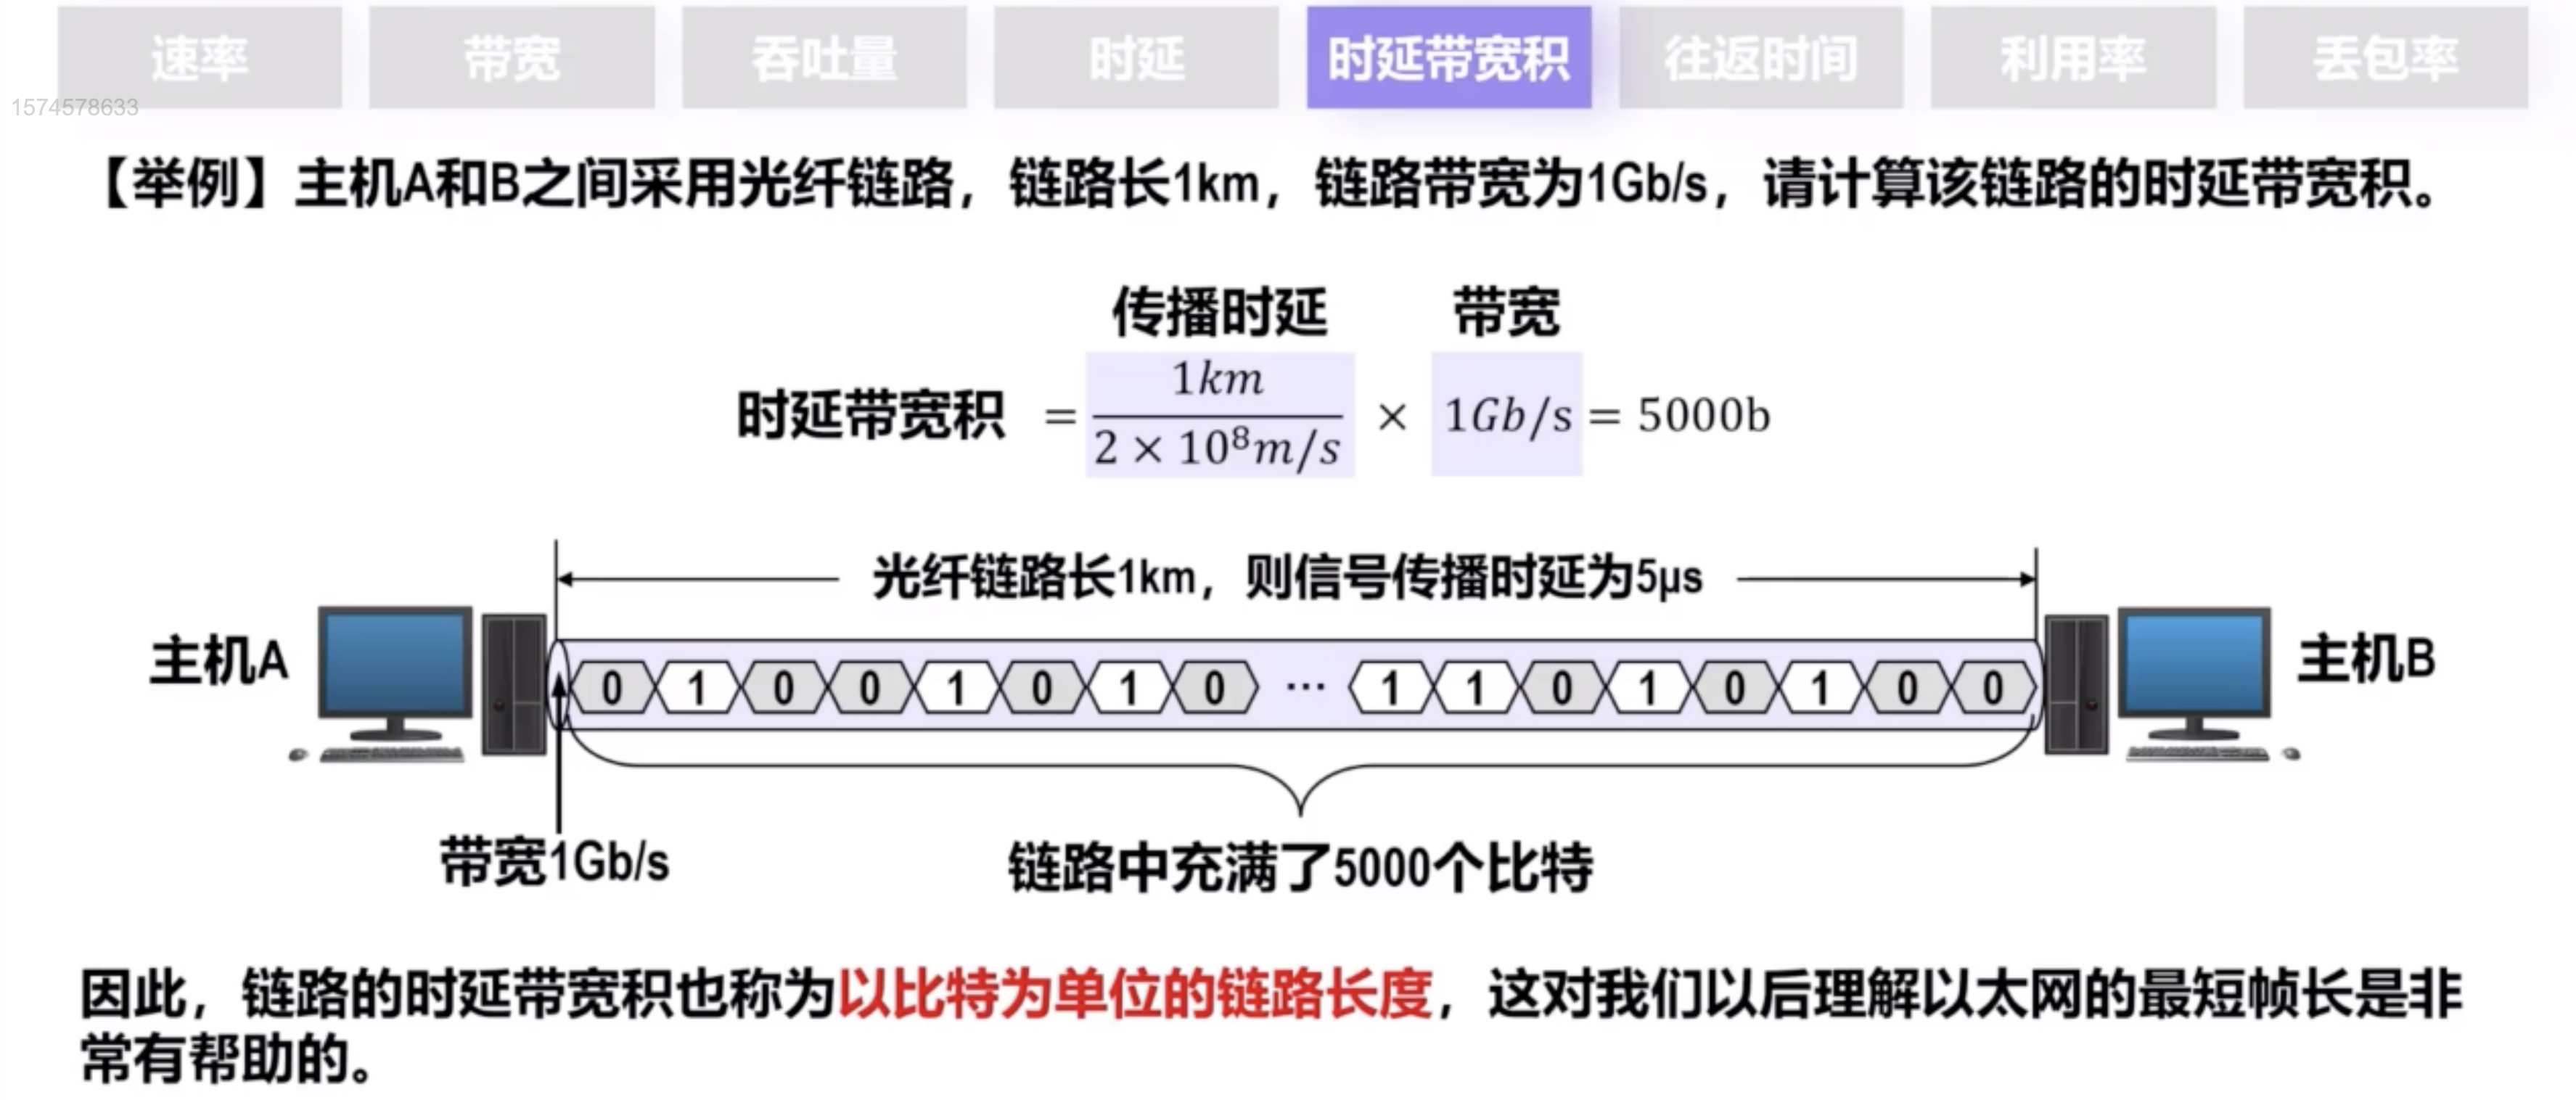 速率 带宽 吞吐量 时延 时延带宽积 往返时间 利用率 丢包率
1574578633
【举例】主机A和B之间采用光纤链路，链路长1km，链路带宽为1Gb/s，请计算该链路的时延带宽积。
传播时延 带宽
时延带宽积 = \frac{1km}{2 × 10^8 m/s} × 1Gb/s = 5000b
光纤链路长1km，则信号传播时延为5μs
主机A 主机B
0 1 0 0 1 0 1 0 ··· 1 1 0 1 0 1 0 0
带宽1Gb/s
链路中充满了5000个比特
因此，链路的时延带宽积也称为以比特为单位的链路长度，这对我们以后理解以太网的最短帧长是非
常有帮助的。